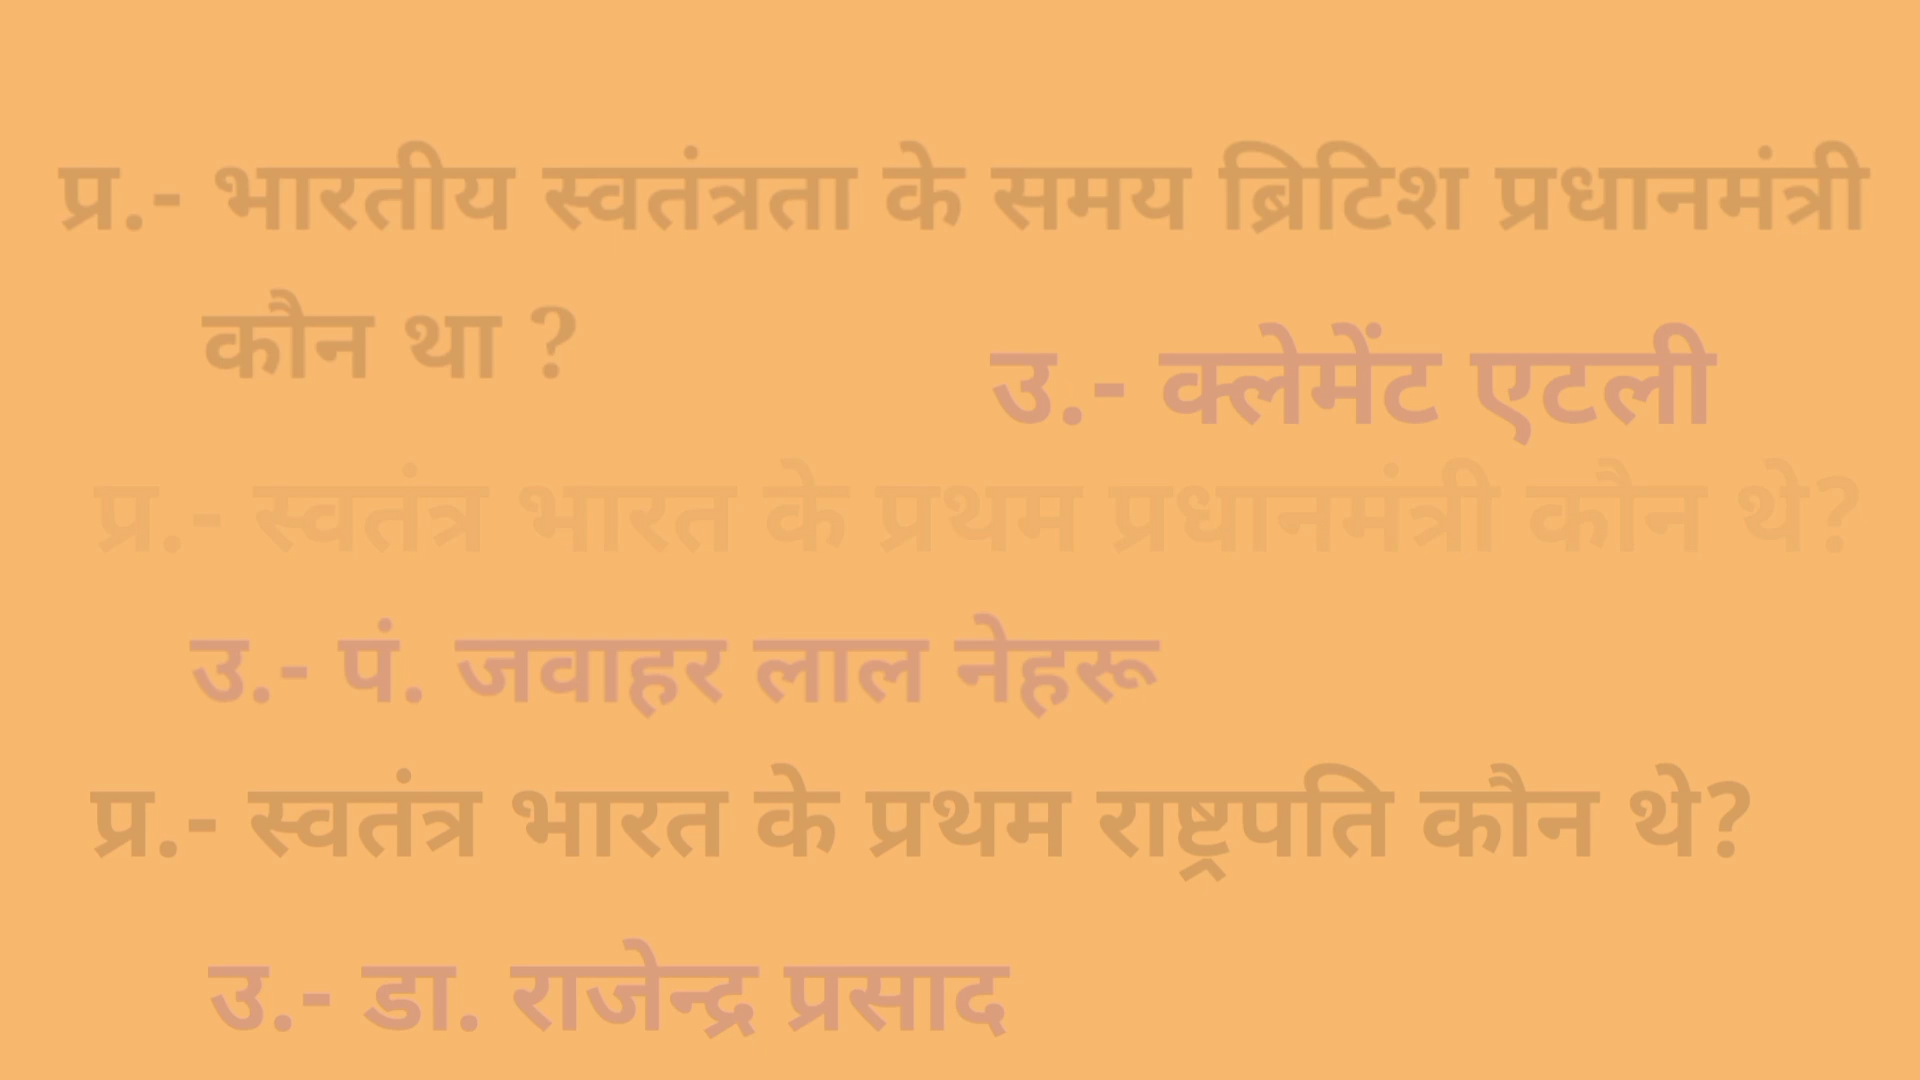 प्र.- भारतीय स्वतंत्रता के समय ब्रिटिश प्रधानमंत्री
कौन था ?
उ.- क्लेमेंट एटली
प्र.- स्वतंत्र भारत के प्रथम प्रधानमंत्री कौन थे?
उ.- पं. जवाहर लाल नेहरू
प्र.- स्वतंत्र भारत के प्रथम राष्ट्रपति कौन थे?
उ.- डा. राजेन्द्र प्रसाद